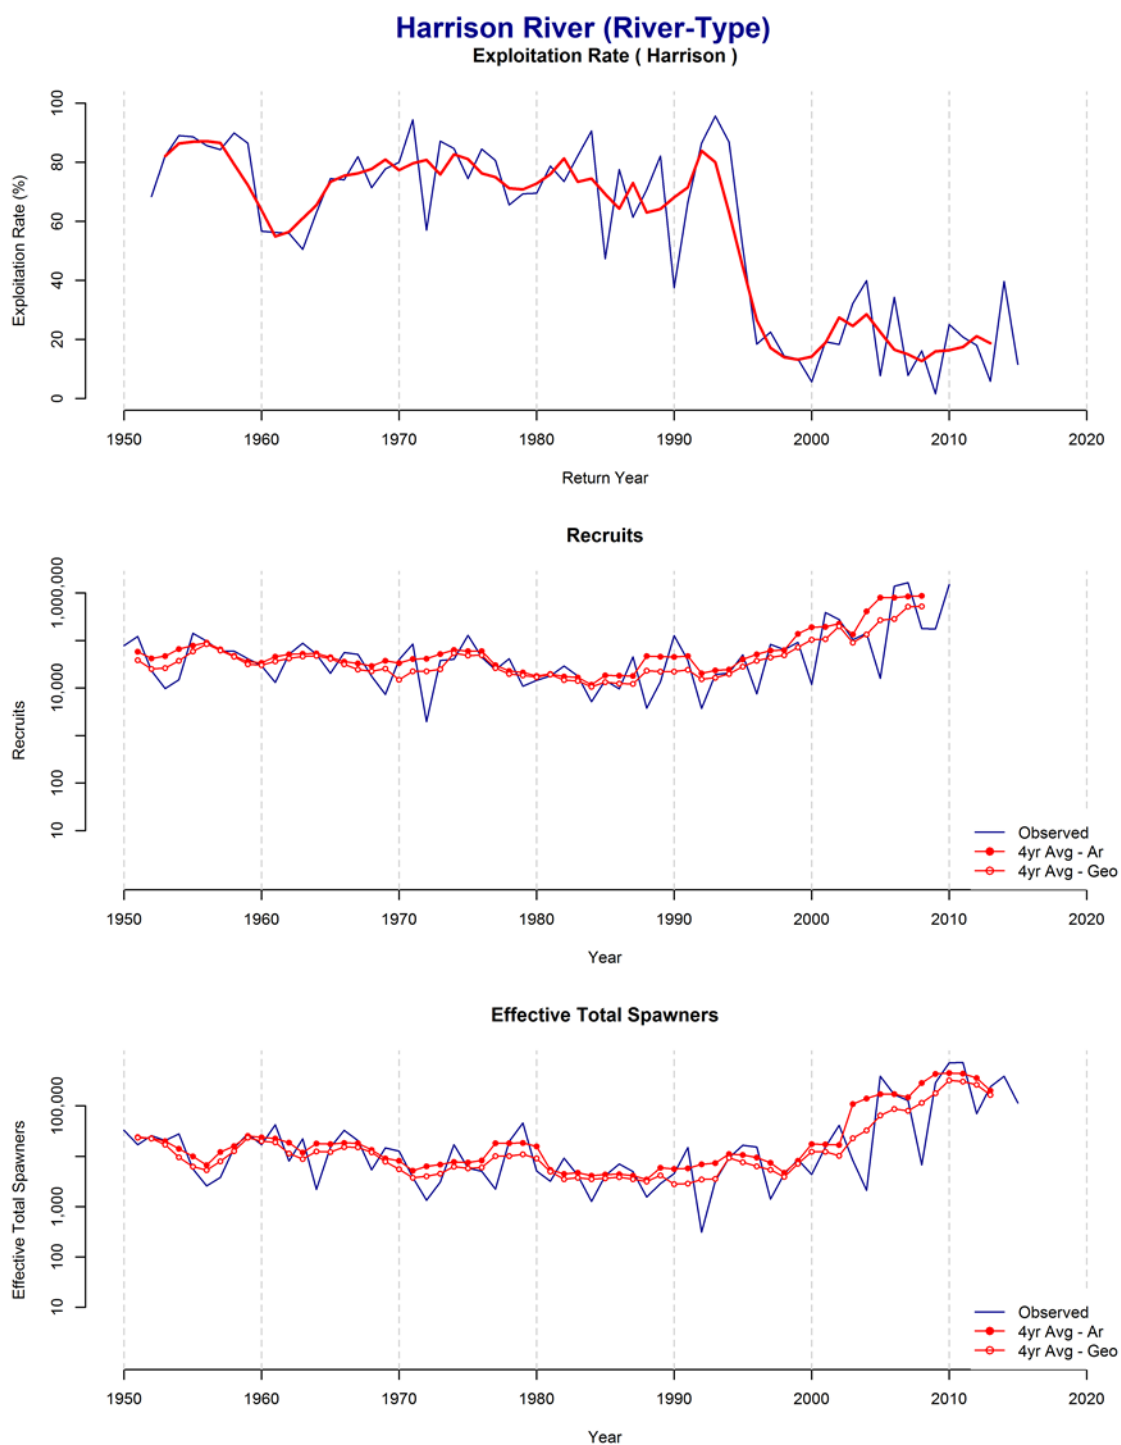 Harrison River (River-Type)
Exploitation Rate ( Harrison )
Exploitation Rate (%)
100
80
60
40
20
0
1950 1960 1970 1980 1990 2000 2010 2020
Return Year
Recruits
Recruits
1,000,000
10,000
100
10
Observed
4yr Avg - Ar
4yr Avg - Geo
1950 1960 1970 1980 1990 2000 2010 2020
Year
Effective Total Spawners
Effective Total Spawners
100,000
1,000
100
10
Observed
4yr Avg - Ar
4yr Avg - Geo
1950 1960 1970 1980 1990 2000 2010 2020
Year